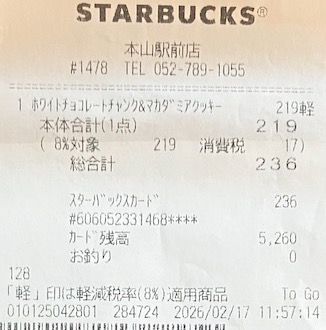 STARBUCKS®
本山駅前店
#1478 TEL 052-789-1055
1 ﾎﾜｲﾄﾁｮｺﾚｰﾄﾁｬﾝｸ&ﾏｶﾀﾞﾐｱｸｯｷｰ 219軽
本体合計(1点) 219
( 8%対象 219 消費税 17)
総合計 236
ｽﾀｰﾊﾞｯｸｽｶｰﾄﾞ 236
#606052331468****
ｶｰﾄﾞ残高 5,260
お釣り 0
128
「軽」印は軽減税率(8%)適用商品 To Go
010125042801 284724 2026/02/17 11:57:14